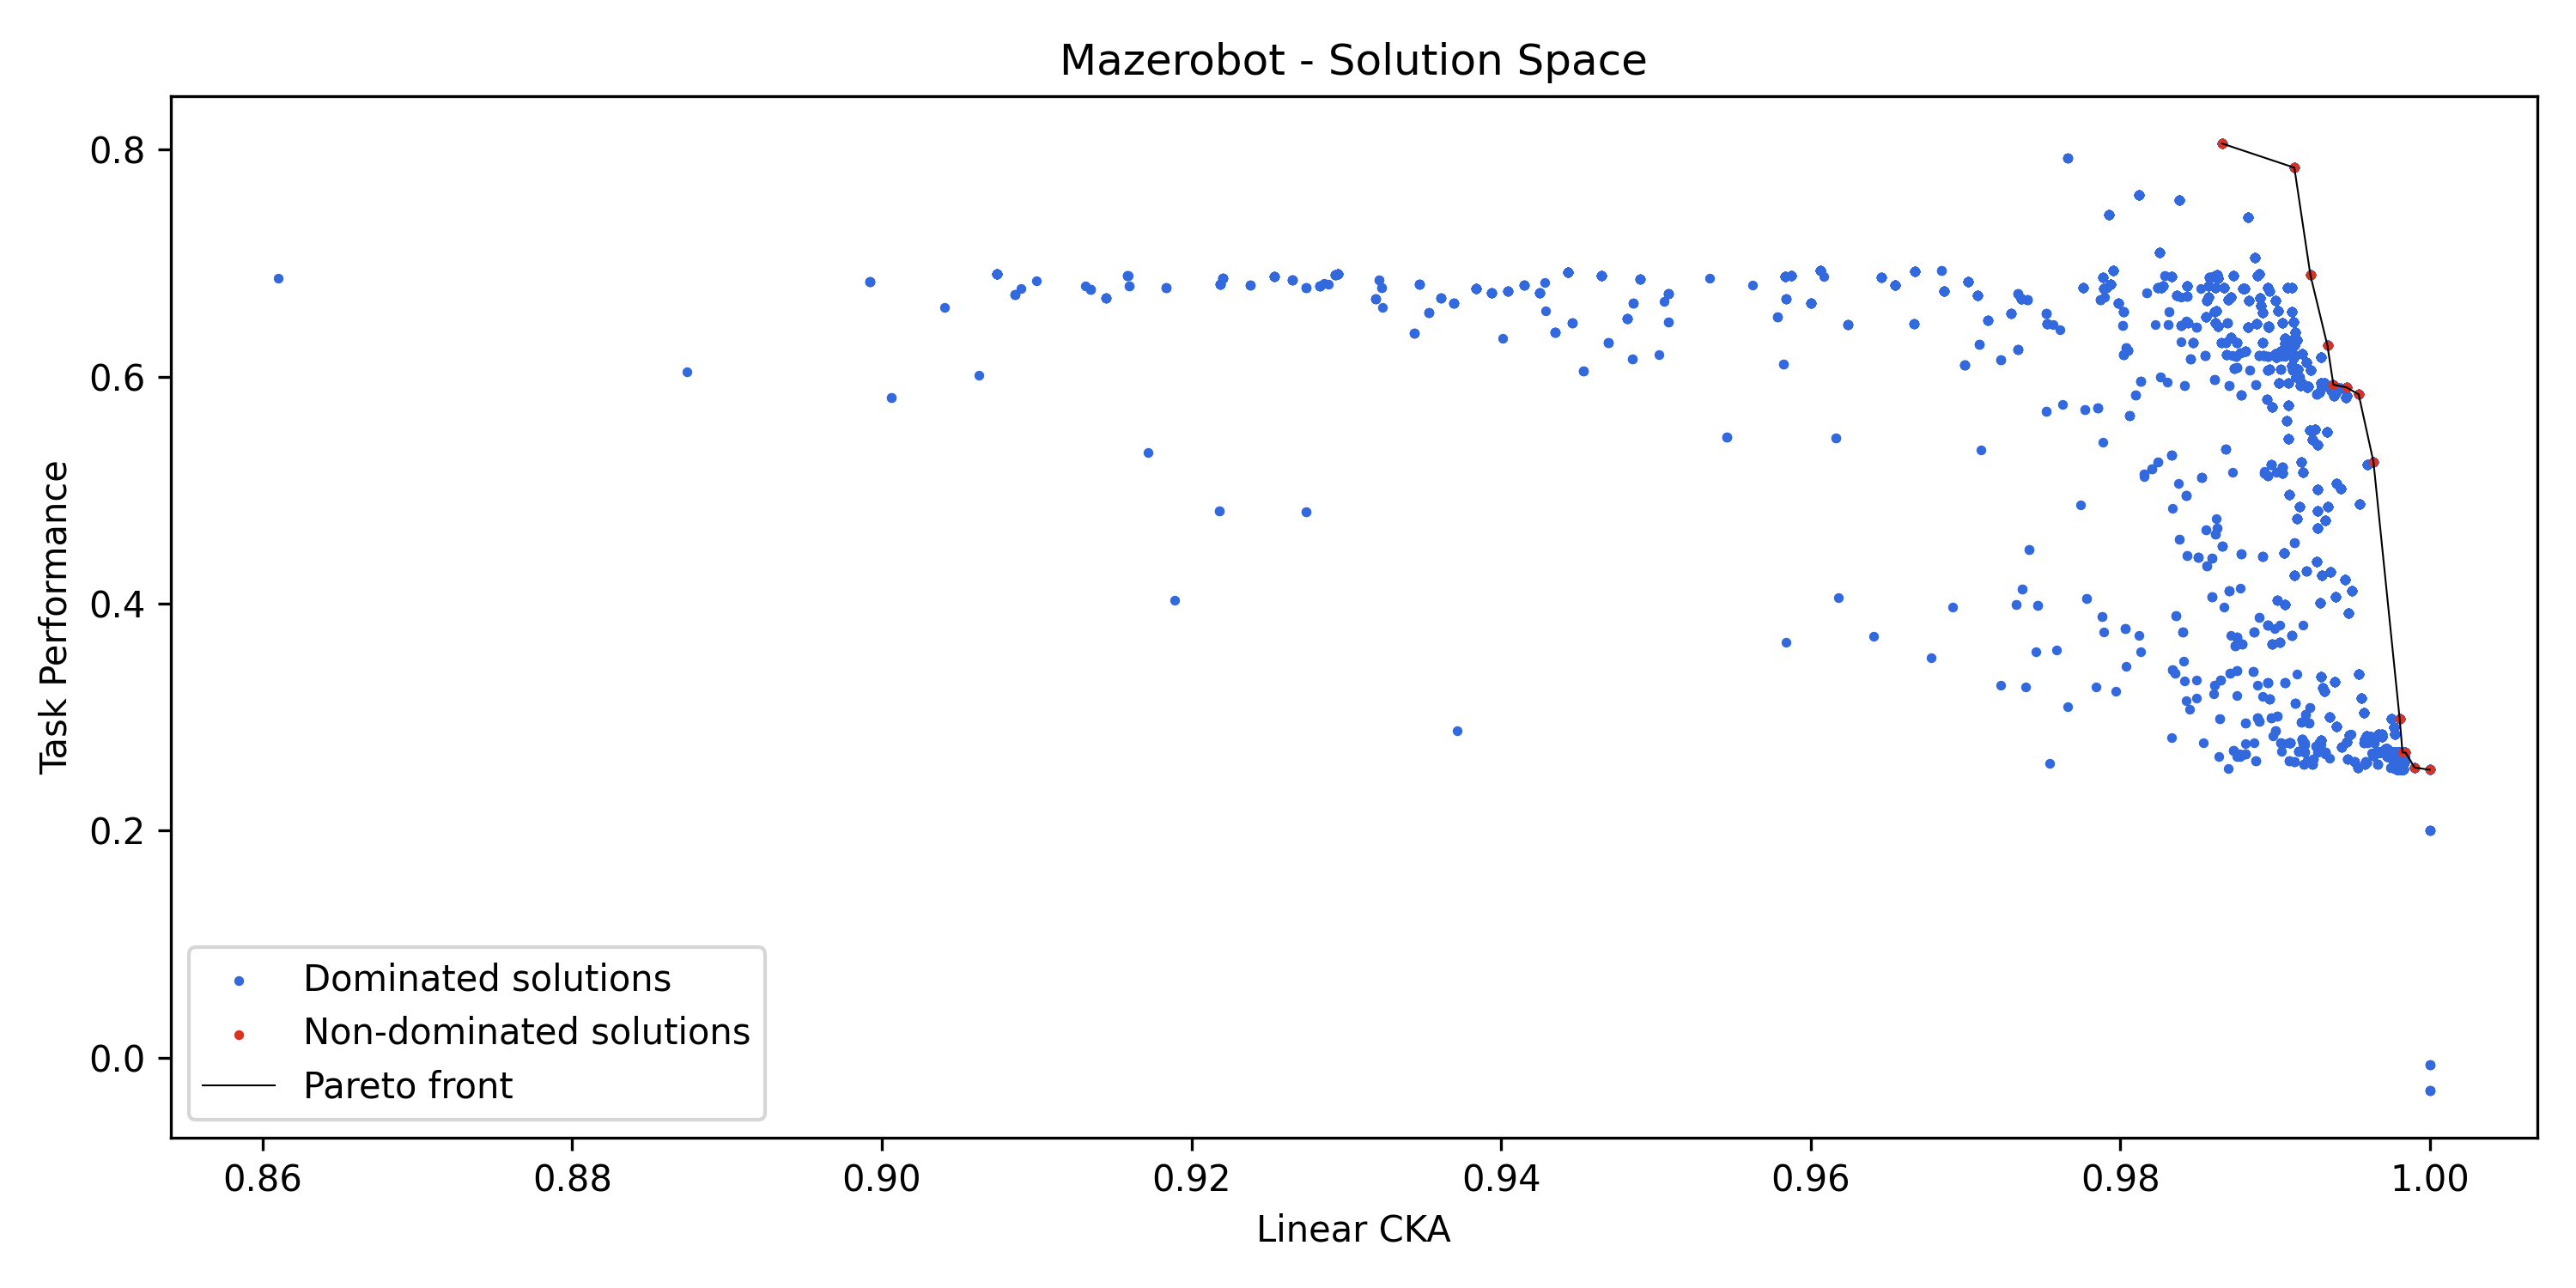 Mazerobot - Solution Space
0.8
0.6
0.4
0.2
0.0
Task Performance
Dominated solutions
Non-dominated solutions
Pareto front
0.86 0.88 0.90 0.92 0.94 0.96 0.98 1.00
Linear CKA